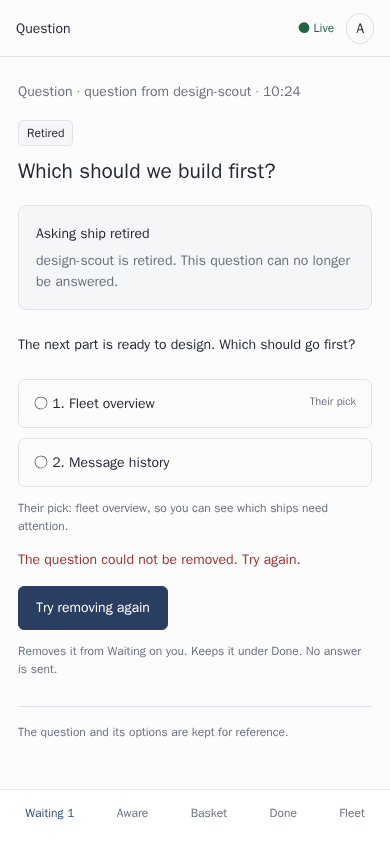 Question
Live
A
Question · question from design-scout · 10:24
Retired
Which should we build first?
Asking ship retired
design-scout is retired. This question can no longer
be answered.
The next part is ready to design. Which should go first?
1. Fleet overview
Their pick
2. Message history
Their pick: fleet overview, so you can see which ships need
attention.
The question could not be removed. Try again.
Try removing again
Removes it from Waiting on you. Keeps it under Done. No answer
is sent.
The question and its options are kept for reference.
Waiting 1
Aware
Basket
Done
Fleet